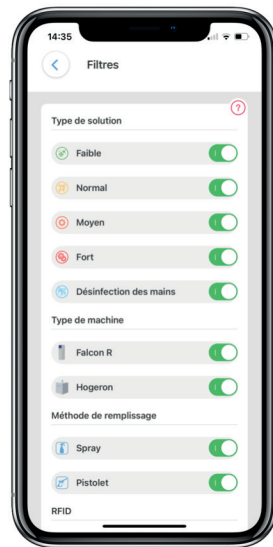 14:35
Filtres
?
Type de solution
Faible
Normal
Moyen
Fort
Désinfection des mains
Type de machine
Falcon R
Hogeron
Méthode de remplissage
Spray
Pistolet
RFID